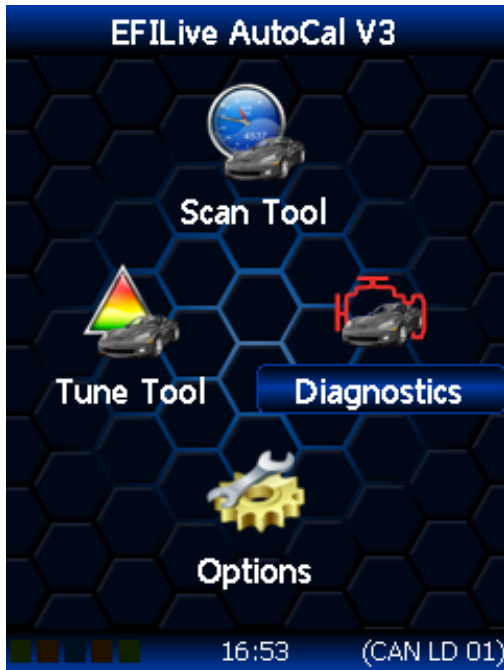 EFILive AutoCal V3
Scan Tool
Tune Tool
Diagnostics
Options
16:53
(CAN LD 01)